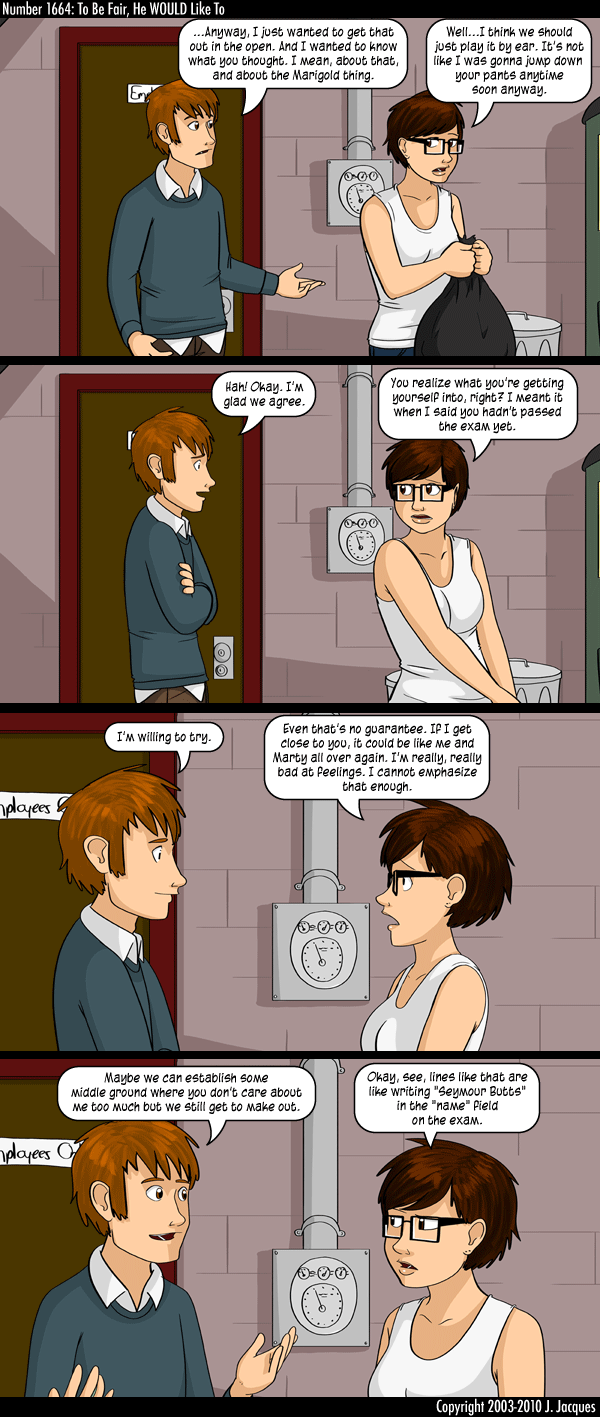 Number 1664: To Be Fair, He WOULD Like To
...Anyway, I just wanted to get that
out in the open. And I wanted to know
what you thought. I mean, about that,
and about the Marigold thing.
Well...I think we should
just play it by ear. It's not
like I was gonna jump down
your pants anytime
soon anyway.
Hah! Okay. I'm
glad we agree.
You realize what you're getting
yourself into, right? I meant it
when I said you hadn't passed
the exam yet.
I'm willing to try.
Even that's no guarantee. If I get
close to you, it could be like me and
Marty all over again. I'm really, really
bad at feelings. I cannot emphasize
that enough.
mployees
Maybe we can establish some
middle ground where you don't care about
me too much but we still get to make out.
Okay, see, lines like that are
like writing "Seymour Butts"
in the "name" field
on the exam.
mployees O
Copyright 2003-2010 J. Jacques